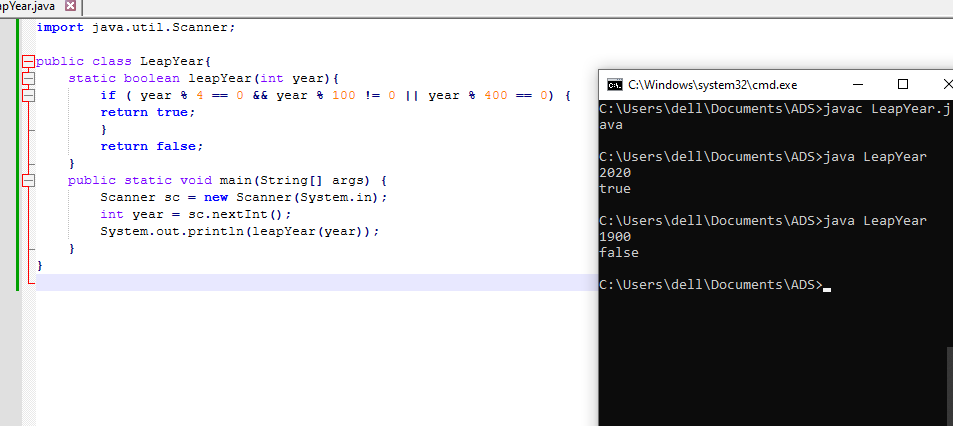 apYear.java
import java.util.Scanner;
public class LeapYear{
static boolean leapYear(int year){
if ( year % 4 == 0 && year % 100 != 0 || year % 400 == 0) {
return true;
}
return false;
}
public static void main(String[] args) {
Scanner sc = new Scanner(System.in);
int year = sc.nextInt();
System.out.println(leapYear(year));
}
}
C:\Windows\system32\cmd.exe
C:\Users\dell\Documents\ADS>javac LeapYear.j
ava
C:\Users\dell\Documents\ADS>java LeapYear
2020
true
C:\Users\dell\Documents\ADS>java LeapYear
1900
false
C:\Users\dell\Documents\ADS>